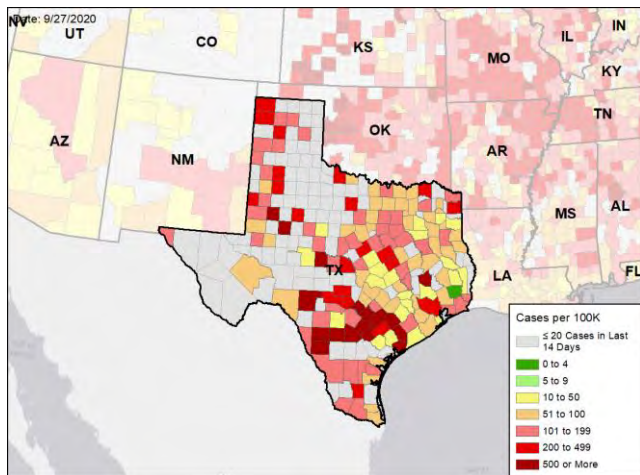 Date: 9/27/2020
NV
UT
CO
KS
MO
IL
IN
KY
AZ
NM
OK
AR
TN
TX
LA
MS
AL
FL
Cases per 100K
≤ 20 Cases in Last
14 Days
0 to 4
5 to 9
10 to 50
51 to 100
101 to 199
200 to 499
500 or More